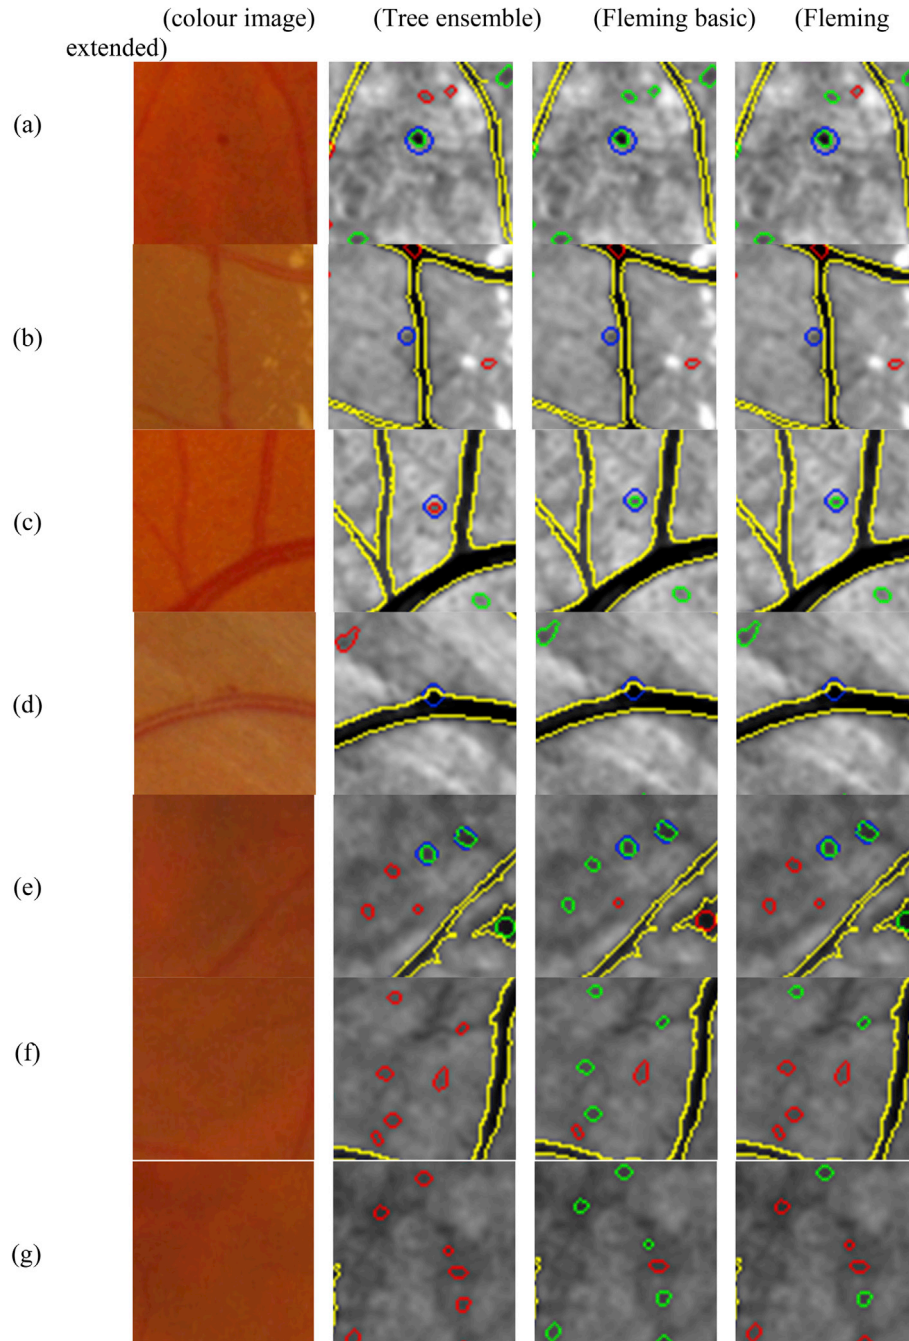 (colour image) (Tree ensemble) (Fleming basic) (Fleming
extended)
(a)
(b)
(c)
(d)
(e)
(f)
(g)